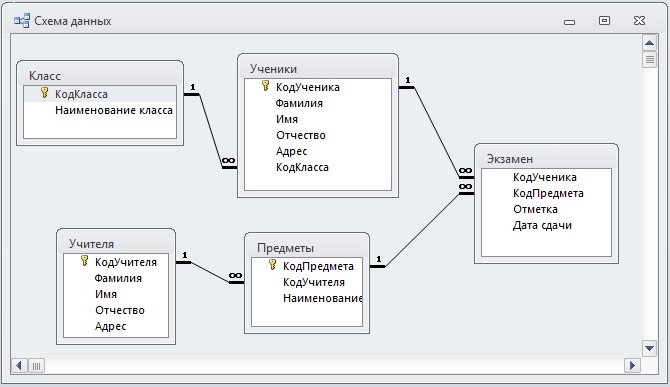 Схема данных
Класс
КодКласса
Наименование класса
1
∞
Ученики
КодУченика
Фамилия
Имя
Отчество
Адрес
КодКласса
1
∞
∞
Экзамен
КодУченика
КодПредмета
Отметка
Дата сдачи
Учителя
КодУчителя
Фамилия
Имя
Отчество
Адрес
1
∞
Предметы
КодПредмета
КодУчителя
Наименование
1